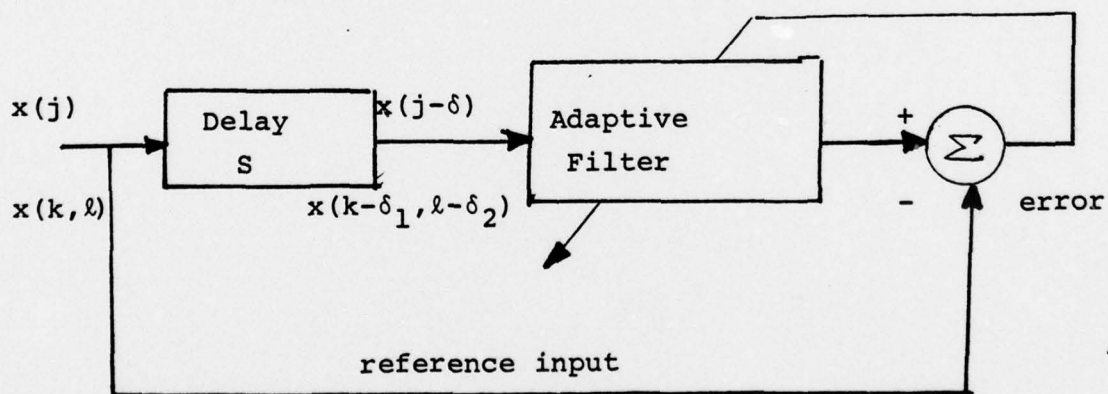 x(j)
Delay
S
x(j-δ)
Adaptive
Filter
+
Σ
-
error
x(k,ℓ)
x(k-δ₁,ℓ-δ₂)
reference input